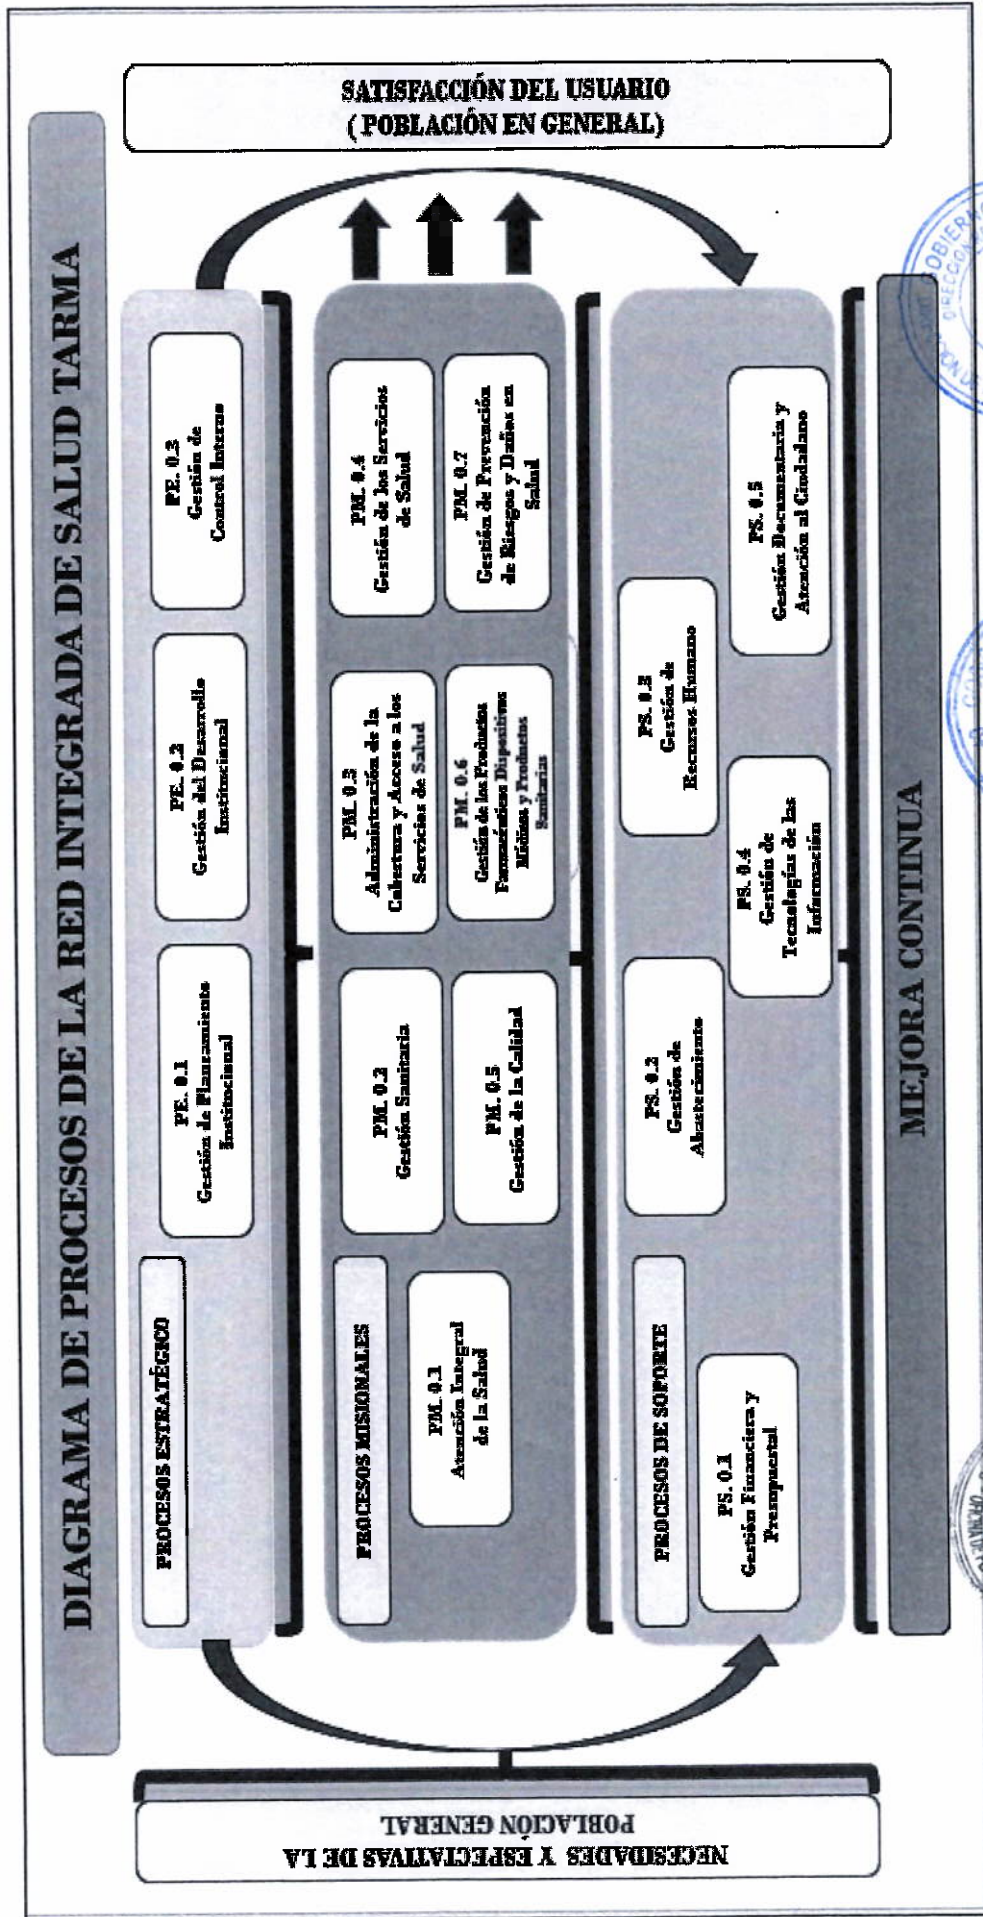 DIAGRAMA DE PROCESOS DE LA RED INTEGRADA DE SALUD TARMA
NECESIDADES Y ESPECTATIVAS DE LA
POBLACIÓN GENERAL
PROCESOS ESTRATÉGICO
PE. 0.1
Gestión de Planeamiento
Institucional
PE. 0.2
Gestión del Desarrollo
Institucional
PE. 0.3
Gestión de
Control Interno
PROCESOS MISIONALES
PM. 0.1
Atención Integral
de la Salud
PM. 0.2
Gestión Sanitaria
PM. 0.3
Administración de la
Cobertura y Acceso a los
Servicios de Salud
PM. 0.4
Gestión de los Servicios
de Salud
PM. 0.5
Gestión de la Calidad
PM. 0.6
Gestión de los Productos
Farmacéuticos Dispositivos
Médicos y Productos
Sanitarios
PM. 0.7
Gestión de Prevención
de Riesgos y Daños en
Salud
PROCESOS DE SOPORTE
PS. 0.1
Gestión Financiera y
Presupuestal
PS. 0.2
Gestión de
Abastecimiento
PS. 0.3
Gestión de
Recursos Humano
PS. 0.4
Gestión de
Tecnologías de las
Información
PS. 0.5
Gestión Documentaria y
Atención al Ciudadano
SATISFACCIÓN DEL USUARIO
( POBLACIÓN EN GENERAL)
MEJORA CONTINUA